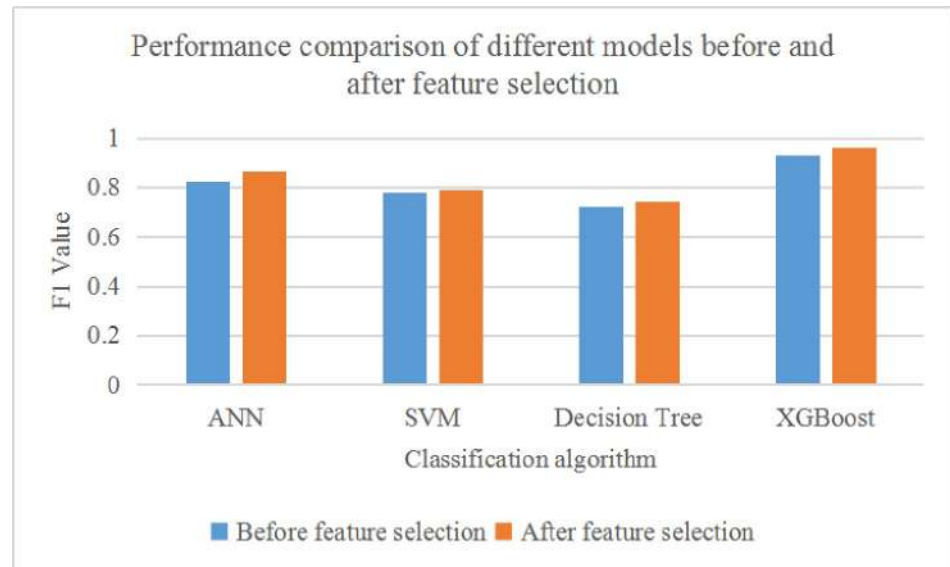 Performance comparison of different models before and
after feature selection
1
0.8
0.6
0.4
0.2
0
F1 Value
ANN SVM Decision Tree XGBoost
Classification algorithm
Before feature selection After feature selection